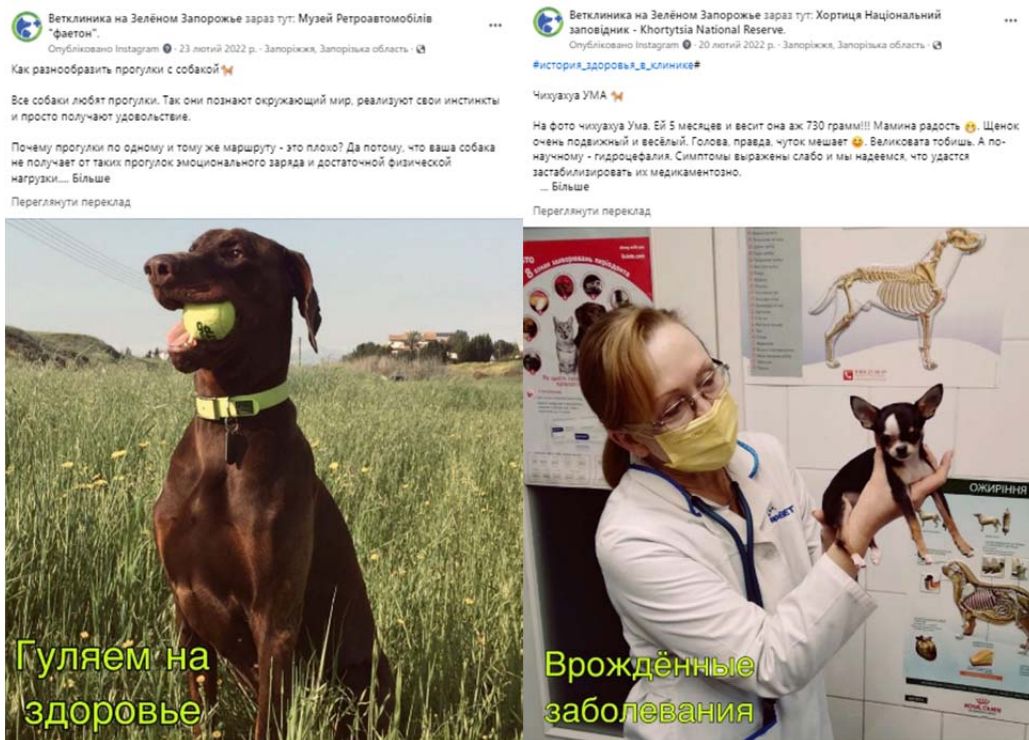 Ветклиника на Зелёном Запорожье зараз тут: Музей Ретроавтомобілів
"фаетон".
Опубліковано Instagram · 23 лютий 2022 р. · Запоріжжя, Запорізька область ·
Как разнообразить прогулки с собакой🐕
Все собаки любят прогулки. Так они познают окружающий мир, реализуют свои инстинкты
и просто получают удовольствие.
Почему прогулки по одному и тому же маршруту - это плохо? Да потому, что ваша собака
не получает от таких прогулок эмоционального заряда и достаточной физической
нагрузки.... Більше
Переглянути переклад
Гуляем на
здоровье
Ветклиника на Зелёном Запорожье зараз тут: Хортиця Національний
заповідник - Khortytsia National Reserve.
Опубліковано Instagram · 20 лютий 2022 р. · Запоріжжя, Запорізька область ·
#история_здоровья_в_клинике#
Чихуахуа УМА 🐕
На фото чихуахуа Ума. Ей 5 месяцев и весит она аж 730 грамм!!! Мамина радость 😁. Щенок
очень подвижный и весёлый. Голова, правда, чуток мешает 😄. Великовата тобишь. А по-
научному - гидроцефалия. Симптомы выражены слабо и мы надеемся, что удастся
застабилизировать их медикаментозно.
... Більше
Переглянути переклад
8 ознак захворювань періодонта
ОЖИРІННЯ
ROYAL CANIN
Врождённые
заболевания